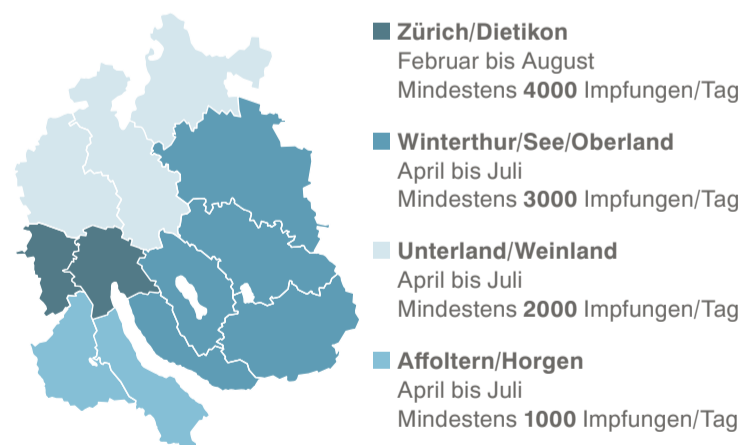 Zürich/Dietikon
Februar bis August
Mindestens 4000 Impfungen/Tag
Winterthur/See/Oberland
April bis Juli
Mindestens 3000 Impfungen/Tag
Unterland/Weinland
April bis Juli
Mindestens 2000 Impfungen/Tag
Affoltern/Horgen
April bis Juli
Mindestens 1000 Impfungen/Tag